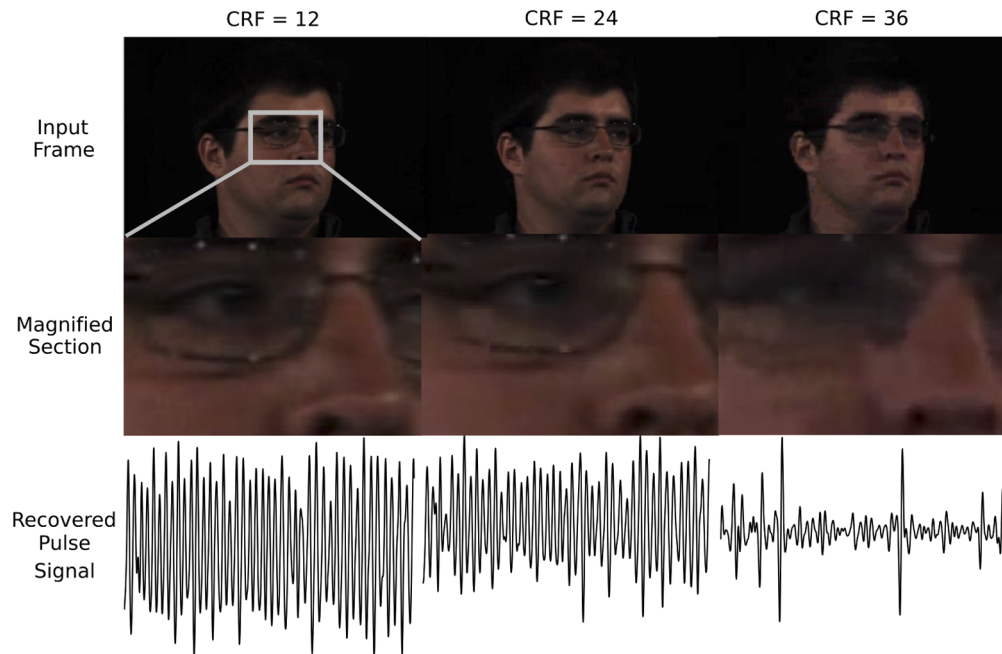 CRF = 12
CRF = 24
CRF = 36
Input
Frame
Magnified
Section
Recovered
Pulse
Signal